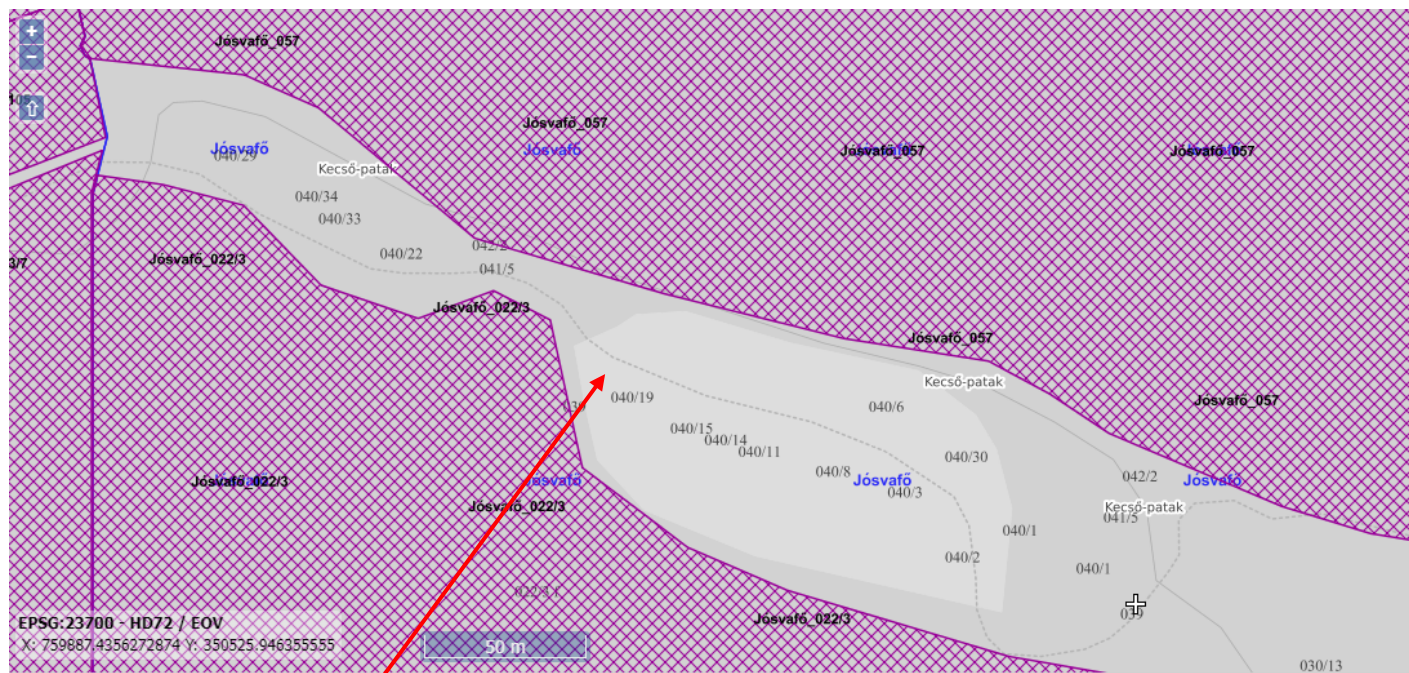 +
Jósvafő_057
−
105
⇧
Jósvafő_057
Jósvafő
Jósvafő
Jósvafő_057
Jósvafő_057
040/29
Kecső-patak
040/34
040/33
042/2
040/22
Jósvafő_022/3
3/7
041/5
Jósvafő_022/3
Jósvafő_057
Kecső-patak
040/19
Jósvafő_057
039
040/6
040/15
040/14
040/11
040/30
040/8
042/2
Jósvafő_022/3
Jósvafő
Jósvafő
Jósvafő
040/3
Jósvafő_022/3
Kecső-patak
041/5
040/1
040/2
040/1
039
Jósvafő_022/3
EPSG:23700 - HD72 / EOV
X: 759887.4356272874 Y: 350525.946355555
50 m
030/13